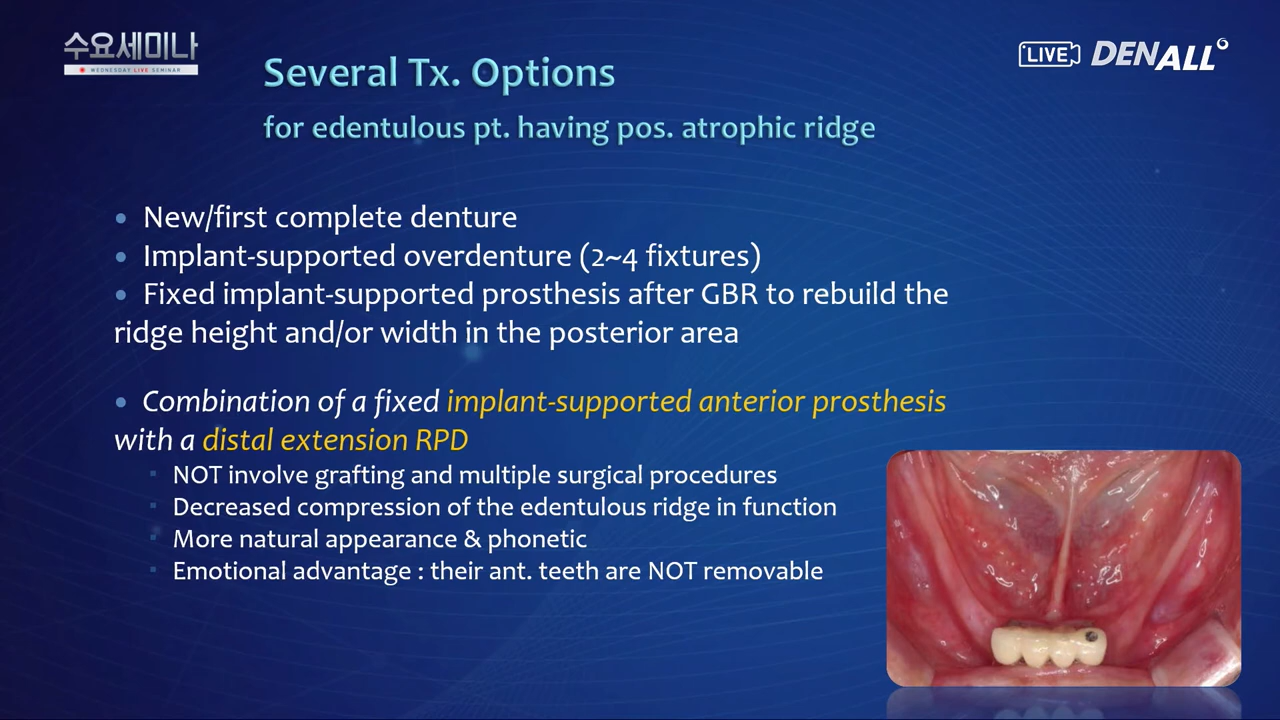 수요세미나
WEDNESDAY LIVE SEMINAR
LIVE
DENALL
Several Tx. Options
for edentulous pt. having pos. atrophic ridge
• New/first complete denture
• Implant-supported overdenture (2~4 fixtures)
• Fixed implant-supported prosthesis after GBR to rebuild the
ridge height and/or width in the posterior area
• Combination of a fixed implant-supported anterior prosthesis
with a distal extension RPD
▪ NOT involve grafting and multiple surgical procedures
▪ Decreased compression of the edentulous ridge in function
▪ More natural appearance & phonetic
▪ Emotional advantage : their ant. teeth are NOT removable